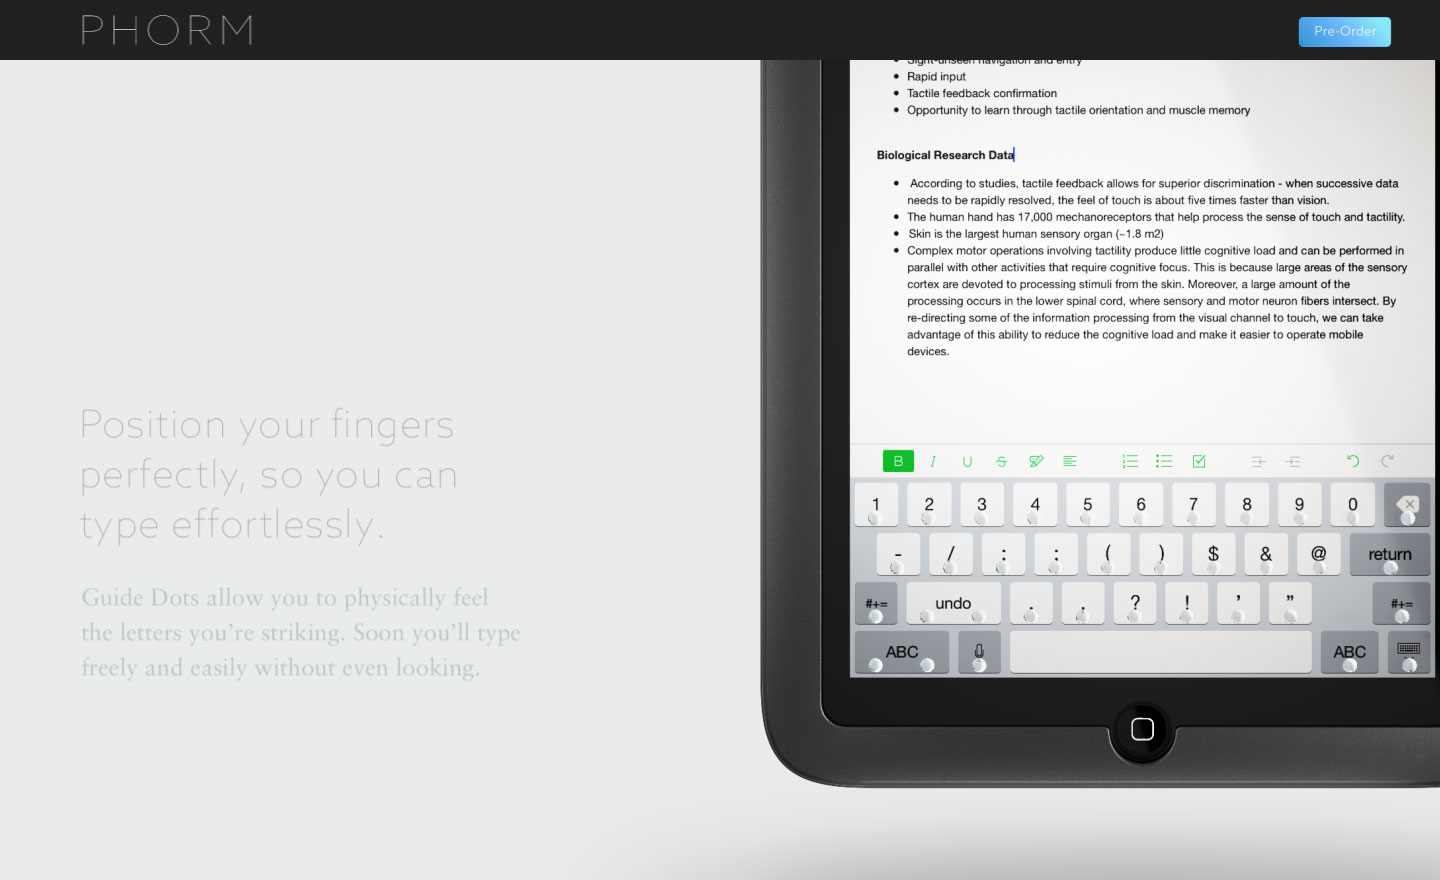 PHORM
Pre-Order
Sight-unseen navigation and entry
Rapid input
Tactile feedback confirmation
Opportunity to learn through tactile orientation and muscle memory
Biological Research Data
According to studies, tactile feedback allows for superior discrimination - when successive data
needs to be rapidly resolved, the feel of touch is about five times faster than vision.
The human hand has 17,000 mechanoreceptors that help process the sense of touch and tactility.
Skin is the largest human sensory organ (~1.8 m2)
Complex motor operations involving tactility produce little cognitive load and can be performed in
parallel with other activities that require cognitive focus. This is because large areas of the sensory
cortex are devoted to processing stimuli from the skin. Moreover, a large amount of the
processing occurs in the lower spinal cord, where sensory and motor neuron fibers intersect. By
re-directing some of the information processing from the visual channel to touch, we can take
advantage of this ability to reduce the cognitive load and make it easier to operate mobile
devices.
Position your fingers
perfectly, so you can
type effortlessly.
Guide Dots allow you to physically feel
the letters you're striking. Soon you'll type
freely and easily without even looking.
B I U S
1 2 3 4 5 6 7 8 9 0
- / : : ( ) $ & @ return
#+= undo . . ? ! ’ ” #+=
ABC ABC